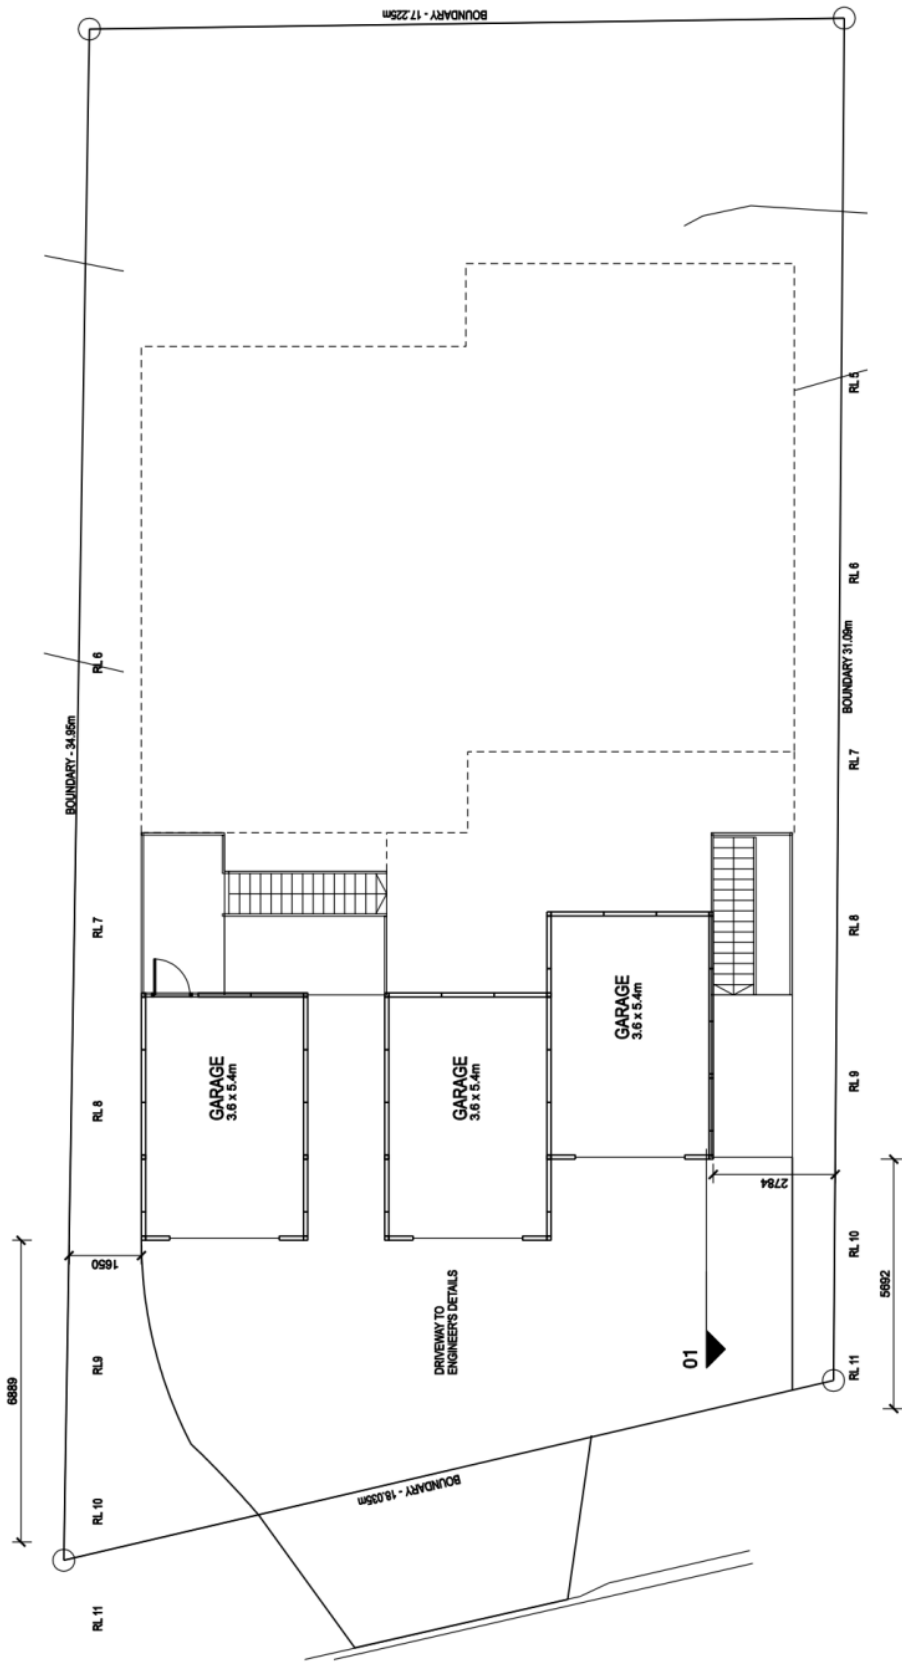 BOUNDARY - 17.225m
RL 5
RL 6
BOUNDARY 31.09m
RL 6
BOUNDARY - 34.95m
RL 7
RL 7
RL 8
GARAGE
3.6 x 5.4m
GARAGE
3.6 x 5.4m
GARAGE
3.6 x 5.4m
RL 8
RL 9
2784
1650
RL 10
DRIVEWAY TO
ENGINEER'S DETAILS
5692
01
RL9
RL 11
6889
BOUNDARY - 18.035m
RL 10
RL 11